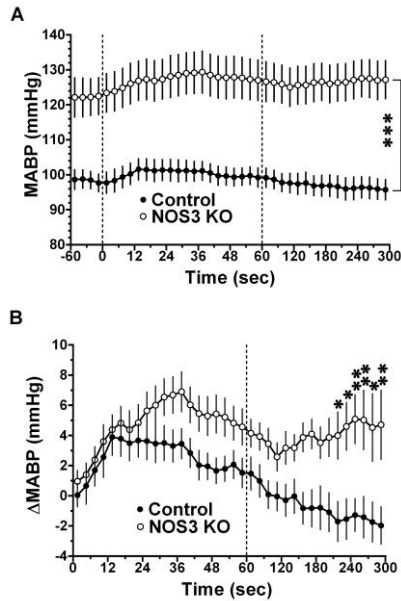 A
MABP (mmHg)
140
130
120
110
100
90
80
***
Control
NOS3 KO
-60 0 12 24 36 48 60 120 180 240 300
Time (sec)
B
ΔMABP (mmHg)
10
8
6
4
2
0
-2
-4
* * ** ** * **
Control
NOS3 KO
0 12 24 36 48 60 120 180 240 300
Time (sec)